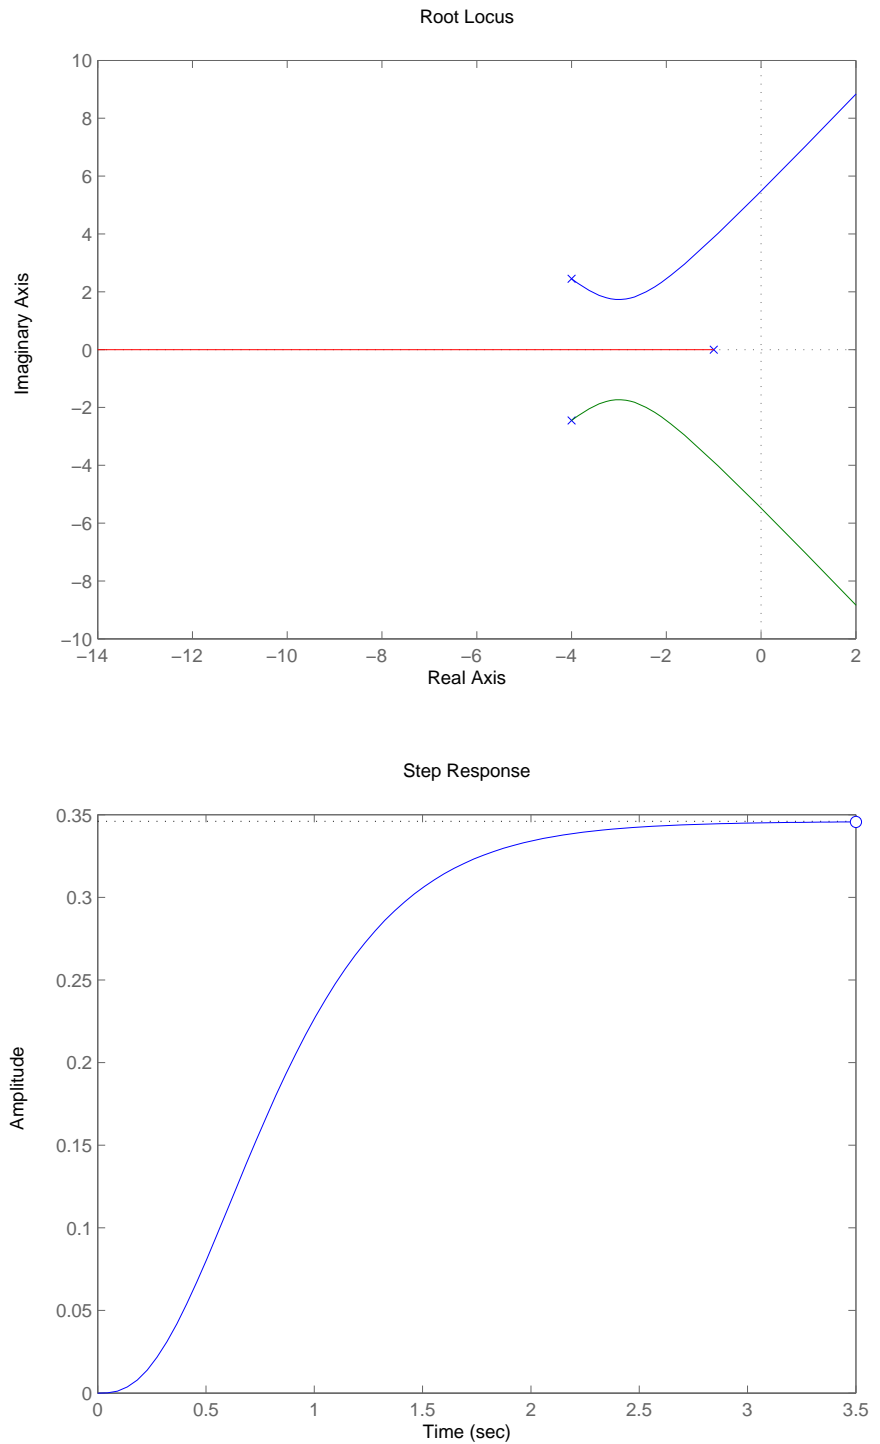 Root Locus
10
8
6
4
2
0
−2
−4
−6
−8
−10
Imaginary Axis
−14 −12 −10 −8 −6 −4 −2 0 2
Real Axis
Step Response
0.35
0.3
0.25
0.2
0.15
0.1
0.05
0
Amplitude
0 0.5 1 1.5 2 2.5 3 3.5
Time (sec)